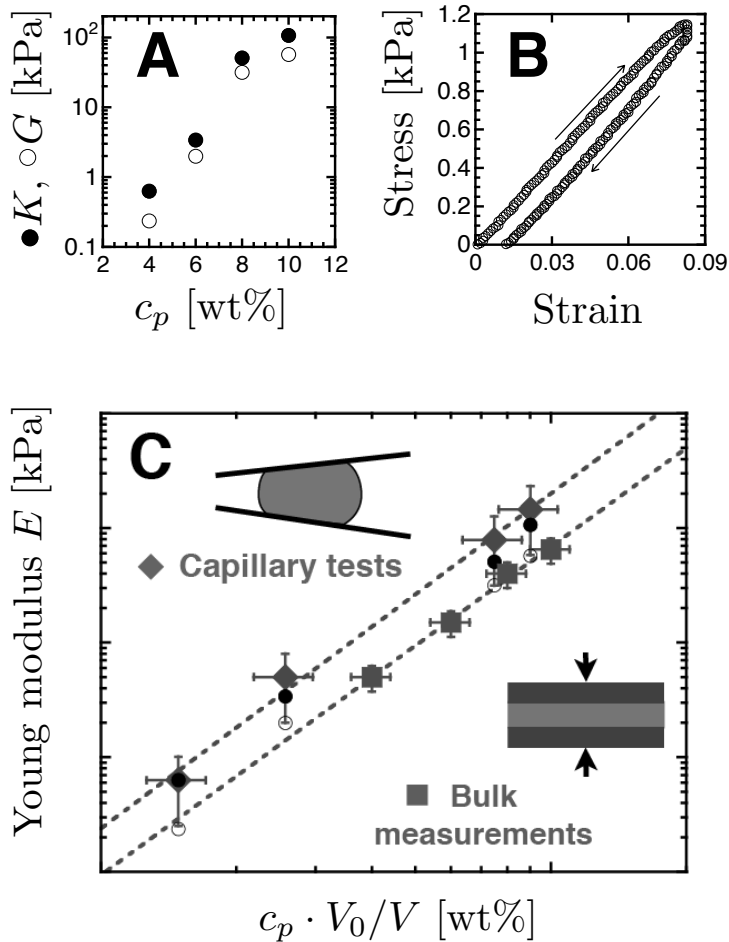 A
●K, ○G [kPa]
10²
10
1
0.1
2 4 6 8 10 12
c_p [wt%]
B
Stress [kPa]
1.2
1
0.8
0.6
0.4
0.2
0
0 0.03 0.06 0.09
Strain
C
Young modulus E [kPa]
Capillary tests
Bulk
measurements
c_p · V_0/V [wt%]